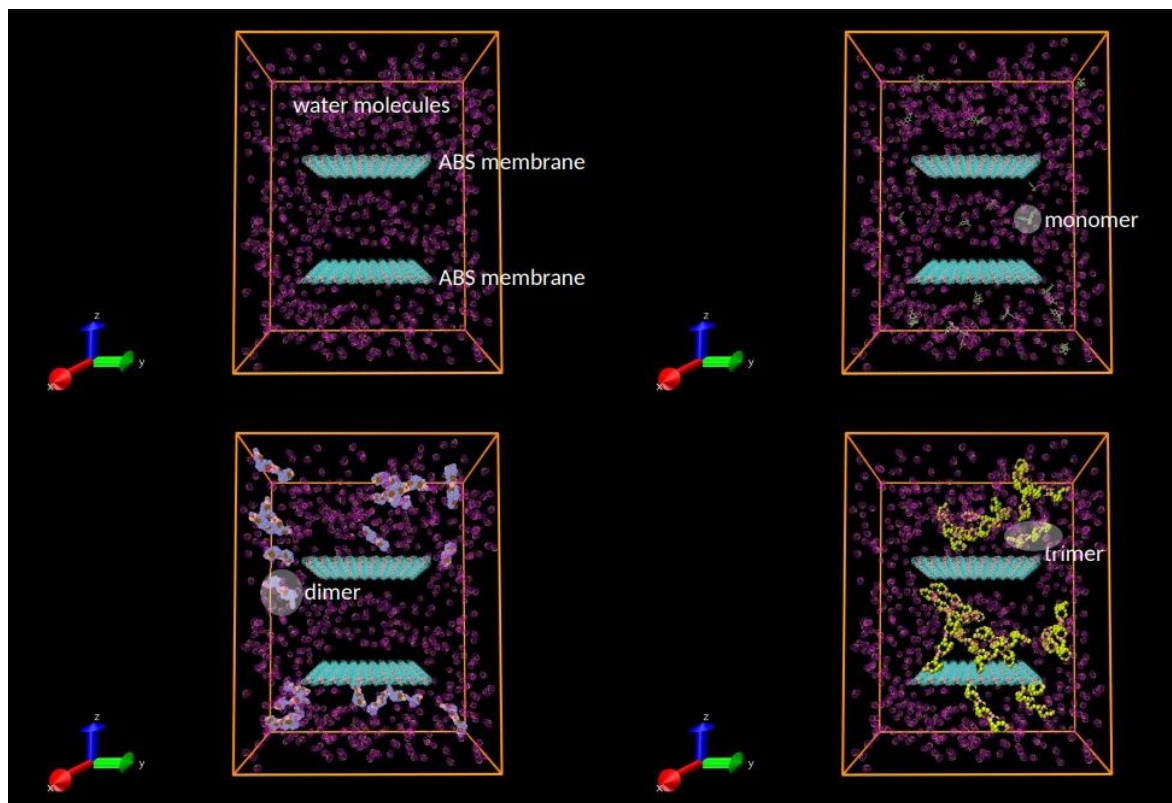 water molecules
ABS membrane
ABS membrane
z
y
x
monomer
z
y
x
dimer
z
y
x
trimer
z
y
x